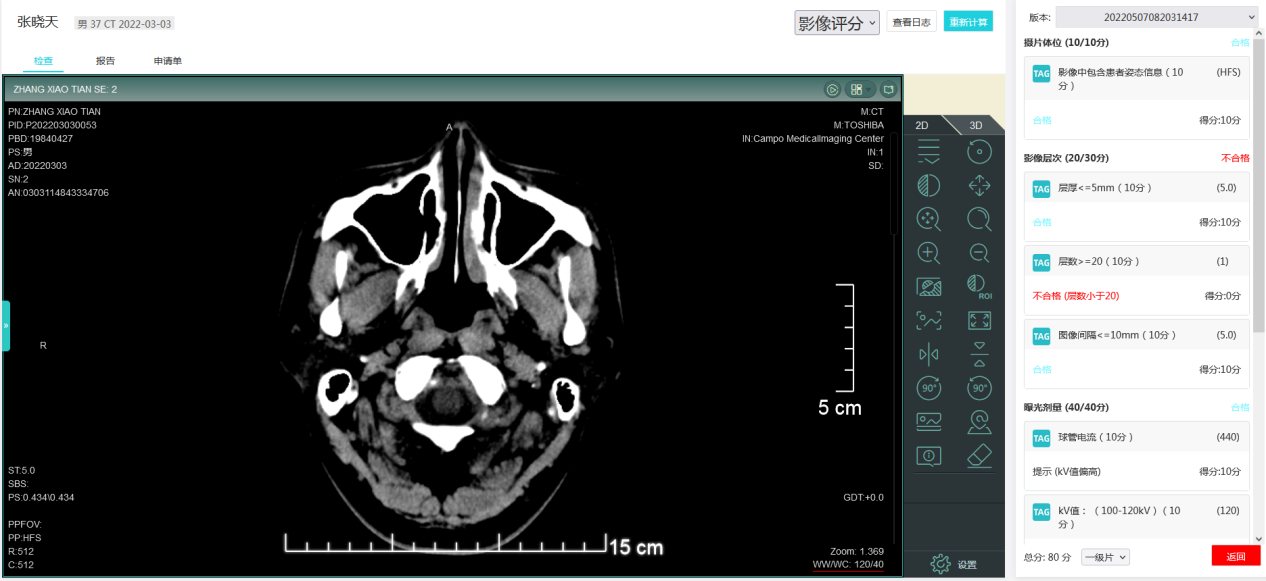 张晓天 男 37 CT 2022-03-03
影像评分 查看日志 重新计算
检查 报告 申请单
ZHANG XIAO TIAN SE: 2
PN:ZHANG XIAO TIAN
PID:P202203030053
PBD:19840427
PS:男
AD:20220303
SN:2
AN:0303114843334706
M:CT
M:TOSHIBA
IN:Campo MedicalImaging Center
IN:1
SD:
A
R
5 cm
15 cm
ST:5.0
SBS:
PS:0.434\0.434
PPFOV:
PP:HFS
R:512
C:512
GDT:+0.0
Zoom: 1.369
WW/WC: 120/40
2D 3D
ROI
90° 90°
设置
版本: 20220507082031417
摄片体位 (10/10分) 合格
TAG 影像中包含患者姿态信息（10分） (HFS)
合格 得分:10分
影像层次 (20/30分) 不合格
TAG 层厚<=5mm（10分） (5.0)
合格 得分:10分
TAG 层数>=20（10分） (1)
不合格 (层数小于20) 得分:0分
TAG 图像间隔<=10mm（10分） (5.0)
合格 得分:10分
曝光剂量 (40/40分) 合格
TAG 球管电流（10分） (440)
提示 (kV值偏高) 得分:10分
TAG kV值：（100-120kV）(10分） (120)
总分: 80 分 一级片 返回